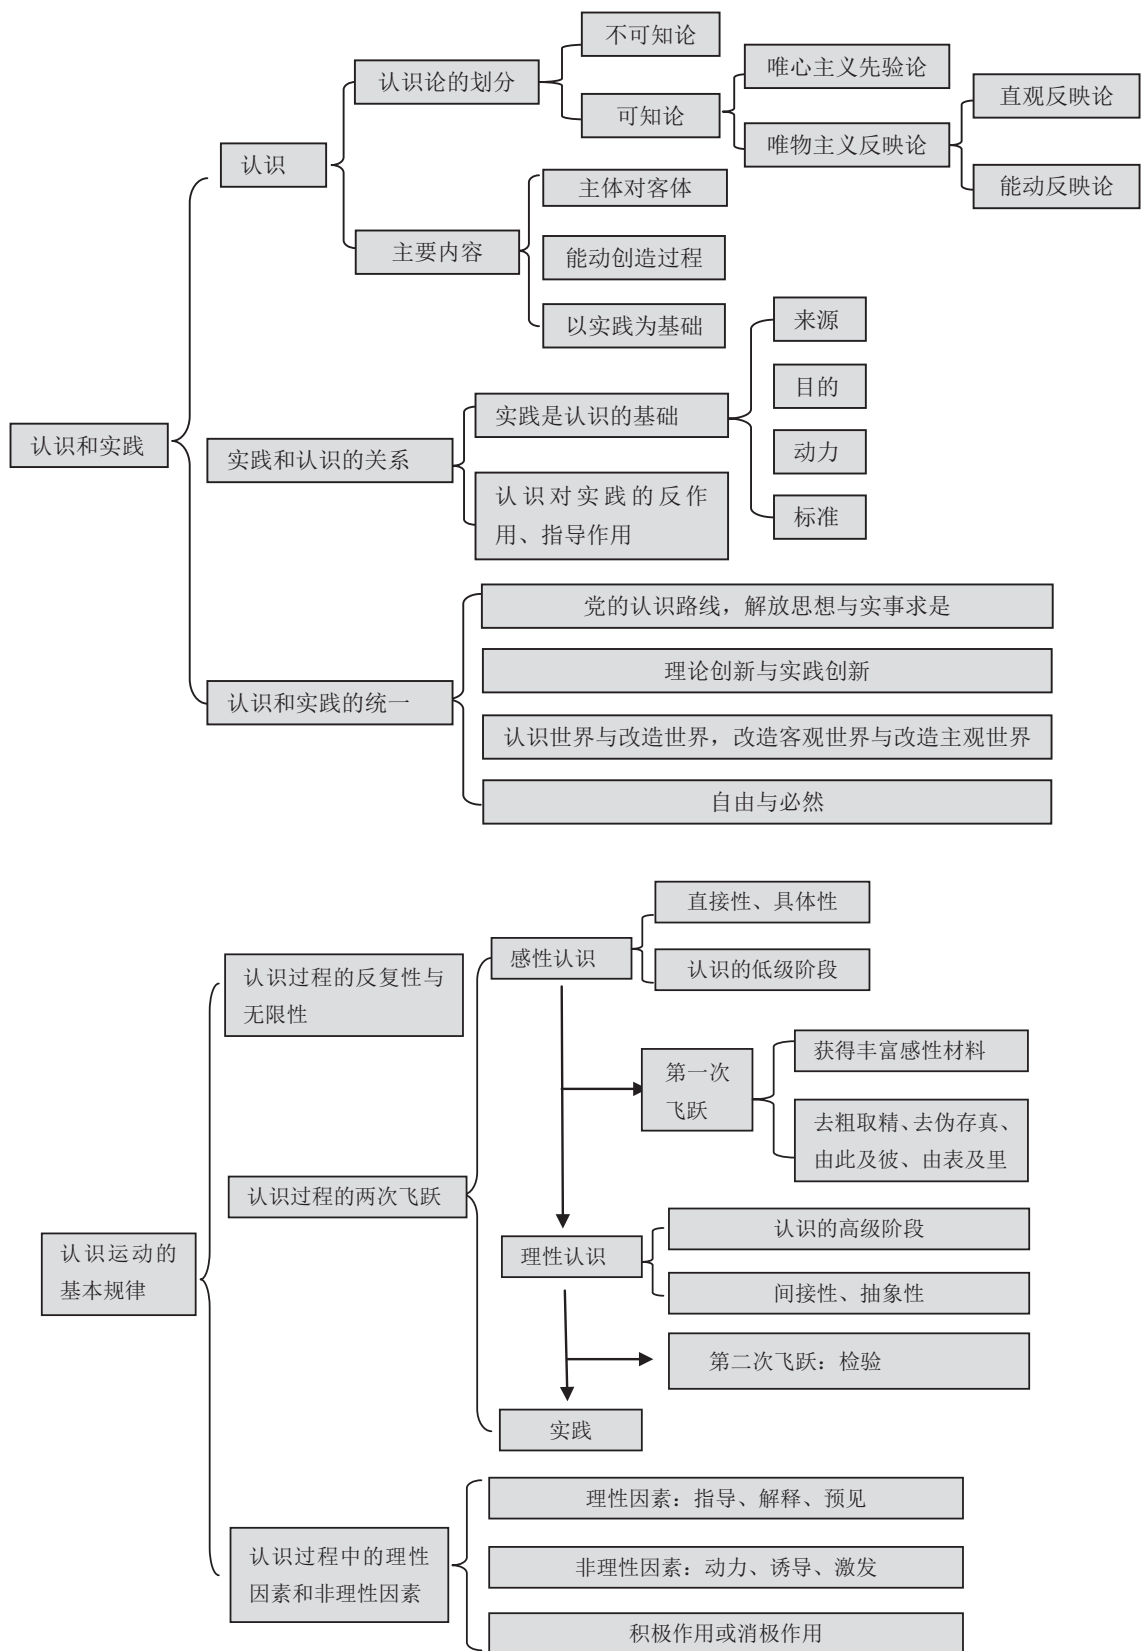 不可知论
认识论的划分
唯心主义先验论
可知论
直观反映论
唯物主义反映论
能动反映论
认识
主体对客体
主要内容
能动创造过程
以实践为基础
来源
实践是认识的基础
目的
认识和实践
实践和认识的关系
动力
认识对实践的反作
用、指导作用
标准
党的认识路线，解放思想与实事求是
理论创新与实践创新
认识和实践的统一
认识世界与改造世界，改造客观世界与改造主观世界
自由与必然
直接性、具体性
感性认识
认识的低级阶段
认识过程的反复性与
无限性
获得丰富感性材料
第一次
飞跃
去粗取精、去伪存真、
由此及彼、由表及里
认识过程的两次飞跃
认识的高级阶段
认识运动的
基本规律
理性认识
间接性、抽象性
第二次飞跃：检验
实践
理性因素：指导、解释、预见
认识过程中的理性
因素和非理性因素
非理性因素：动力、诱导、激发
积极作用或消极作用